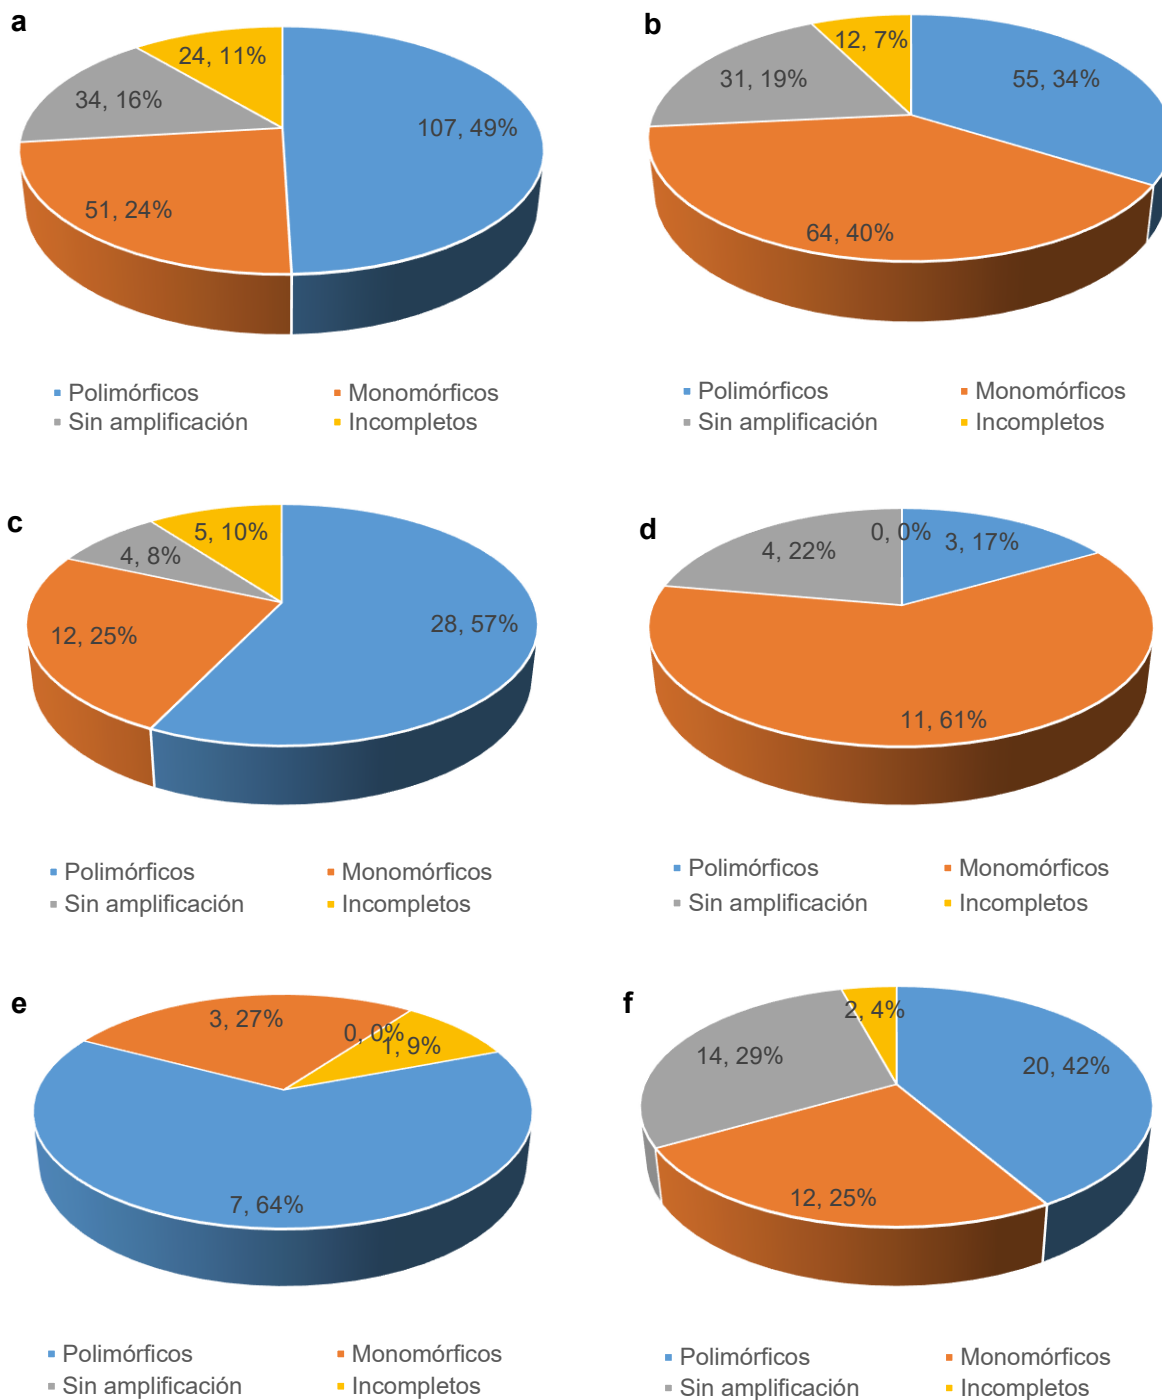 a
24, 11%
34, 16%
107, 49%
51, 24%
Polimórficos
Monomórficos
Sin amplificación
Incompletos
b
12, 7%
31, 19%
55, 34%
64, 40%
Polimórficos
Monomórficos
Sin amplificación
Incompletos
c
5, 10%
4, 8%
28, 57%
12, 25%
Polimórficos
Monomórficos
Sin amplificación
Incompletos
d
0, 0%
3, 17%
4, 22%
11, 61%
Polimórficos
Monomórficos
Sin amplificación
Incompletos
e
3, 27%
0, 0%
1, 9%
7, 64%
Polimórficos
Monomórficos
Sin amplificación
Incompletos
f
2, 4%
14, 29%
20, 42%
12, 25%
Polimórficos
Monomórficos
Sin amplificación
Incompletos